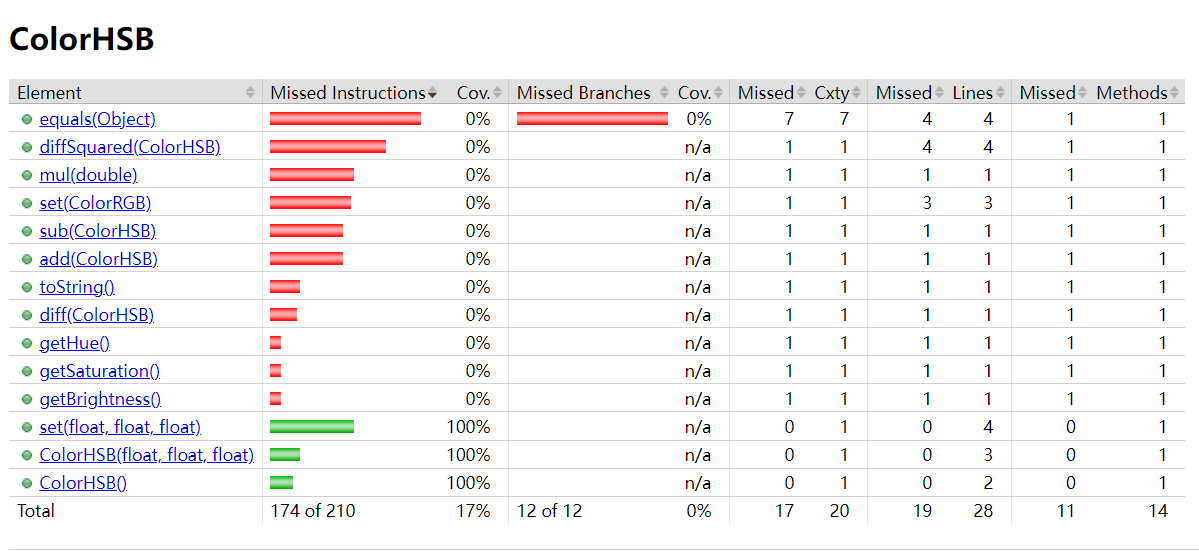 ColorHSB
Element Missed Instructions Cov. Missed Branches Cov. Missed Cxty Missed Lines Missed Methods
equals(Object) 0% 0% 7 7 4 4 1 1
diffSquared(ColorHSB) 0% n/a 1 1 4 4 1 1
mul(double) 0% n/a 1 1 1 1 1 1
set(ColorRGB) 0% n/a 1 1 3 3 1 1
sub(ColorHSB) 0% n/a 1 1 1 1 1 1
add(ColorHSB) 0% n/a 1 1 1 1 1 1
toString() 0% n/a 1 1 1 1 1 1
diff(ColorHSB) 0% n/a 1 1 1 1 1 1
getHue() 0% n/a 1 1 1 1 1 1
getSaturation() 0% n/a 1 1 1 1 1 1
getBrightness() 0% n/a 1 1 1 1 1 1
set(float, float, float) 100% n/a 0 1 0 4 0 1
ColorHSB(float, float, float) 100% n/a 0 1 0 3 0 1
ColorHSB() 100% n/a 0 1 0 2 0 1
Total 174 of 210 17% 12 of 12 0% 17 20 19 28 11 14